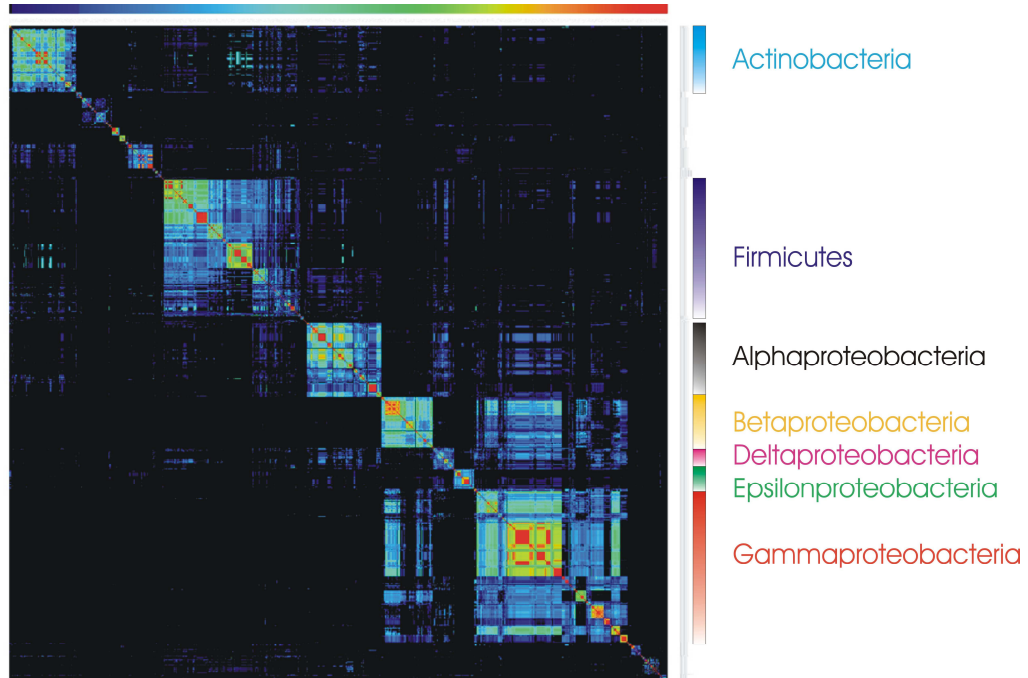 Actinobacteria
Firmicutes
Alphaproteobacteria
Betaproteobacteria
Deltaproteobacteria
Epsilonproteobacteria
Gammaproteobacteria